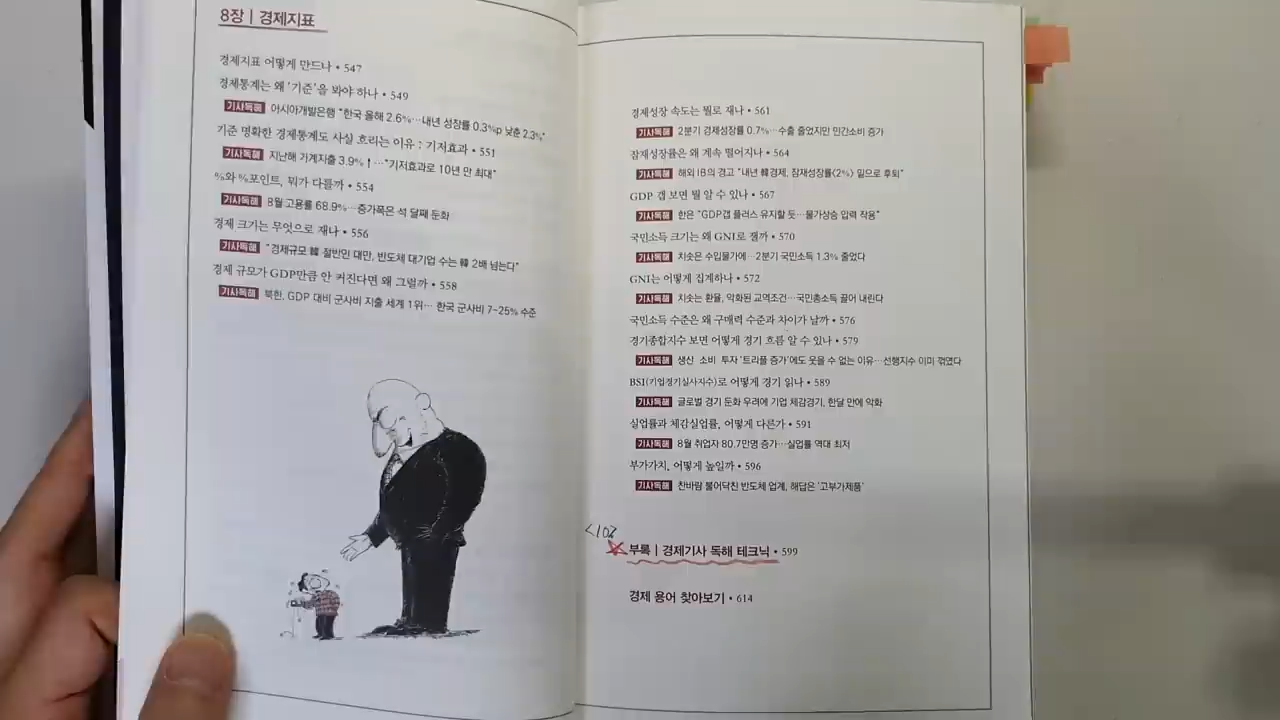 8장 | 경제지표
경제지표 어떻게 만드나 • 547
경제통계는 왜 '기준'을 봐야 하나 • 549
기사독해 아시아개발은행 "한국 올해 2.6%…내년 성장률 0.3%p 낮춘 2.3%"
기준 명확한 경제통계도 사실 흐리는 이유 : 기저효과 • 551
기사독해 지난해 가계지출 3.9%↑…"기저효과로 10년 만 최대"
%와 %포인트, 뭐가 다를까 • 554
기사독해 8월 고용률 68.9%…증가폭은 석 달째 둔화
경제 크기는 무엇으로 재나 • 556
기사독해 "경제규모 韓 절반인 대만, 반도체 대기업 수는 韓 2배 넘는다"
경제 규모가 GDP만큼 안 커진다면 왜 그럴까 • 558
기사독해 북한, GDP 대비 군사비 지출 세계 1위… 한국 군사비 7~25% 수준
경제성장 속도는 뭘로 재나 • 561
기사독해 2분기 경제성장률 0.7%…수출 줄었지만 민간소비 증가
잠재성장률은 왜 계속 떨어지나 • 564
기사독해 해외 IB의 경고 "내년 韓경제, 잠재성장률(2%) 밑으로 후퇴"
GDP 갭 보면 뭘 알 수 있나 • 567
기사독해 한은 "GDP갭 플러스 유지할 듯…물가상승 압력 작용"
국민소득 크기는 왜 GNI로 잴까 • 570
기사독해 치솟은 수입물가에…2분기 국민소득 1.3% 줄었다
GNI는 어떻게 집계하나 • 572
기사독해 치솟는 환율, 악화된 교역조건…국민총소득 끌어 내린다
국민소득 수준은 왜 구매력 수준과 차이가 날까 • 576
경기종합지수 보면 어떻게 경기 흐름 알 수 있나 • 579
기사독해 생산 소비 투자 '트리플 증가'에도 웃을 수 없는 이유…선행지수 이미 꺾였다
BSI(기업경기실사지수)로 어떻게 경기 읽나 • 589
기사독해 글로벌 경기 둔화 우려에 기업 체감경기, 한달 만에 악화
실업률과 체감실업률, 어떻게 다른가 • 591
기사독해 8월 취업자 80.7만명 증가…실업률 역대 최저
부가가치, 어떻게 높일까 • 596
기사독해 찬바람 불어닥친 반도체 업계, 해답은 '고부가제품'
부록 | 경제기사 독해 테크닉 • 599
경제 용어 찾아보기 • 614